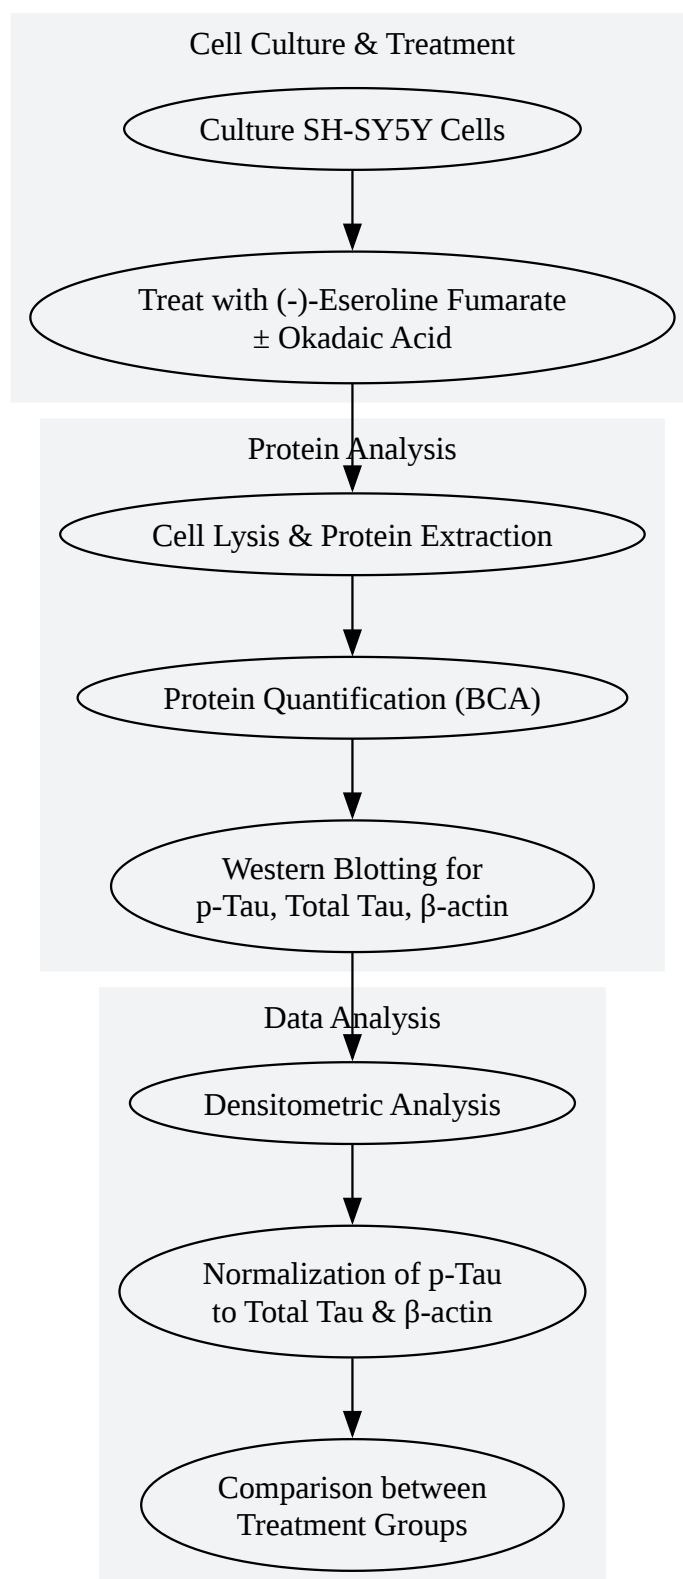 Cell Culture & Treatment
Culture SH-SY5Y Cells
Treat with (-)-Eseroline Fumarate
± Okadaic Acid
Protein Analysis
Cell Lysis & Protein Extraction
Protein Quantification (BCA)
Western Blotting for
p-Tau, Total Tau, β-actin
Data Analysis
Densitometric Analysis
Normalization of p-Tau
to Total Tau & β-actin
Comparison between
Treatment Groups